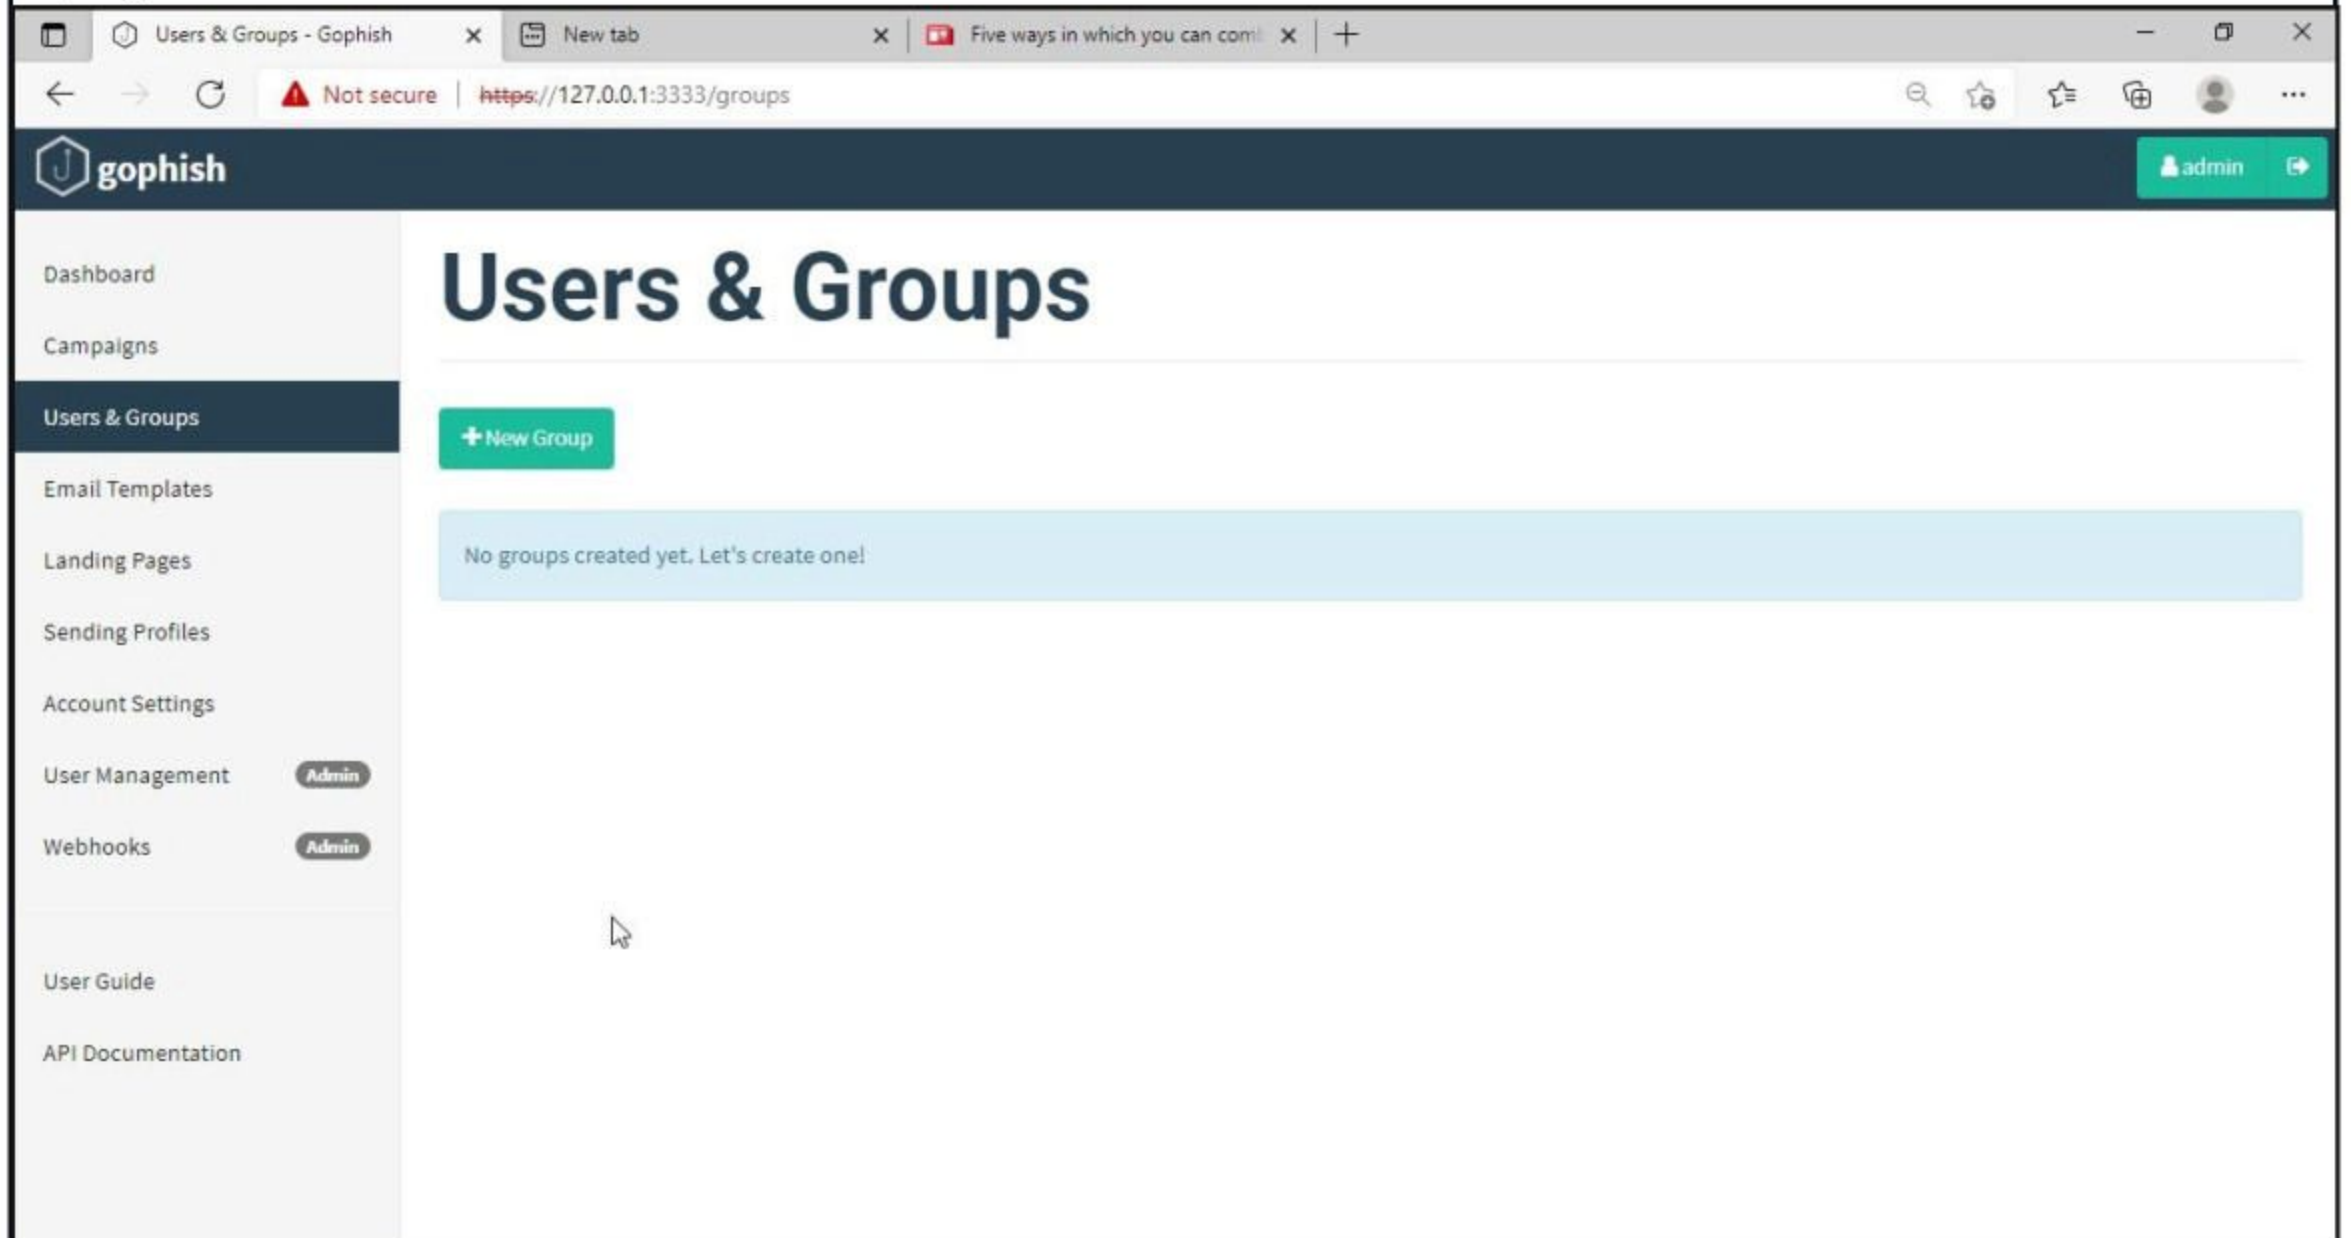 Users & Groups - Gophish
New tab
Five ways in which you can com
Not secure | https://127.0.0.1:3333/groups
gophish
admin
Dashboard
Campaigns
Users & Groups
Email Templates
Landing Pages
Sending Profiles
Account Settings
User Management Admin
Webhooks Admin
User Guide
API Documentation
Users & Groups
New Group
No groups created yet. Let's create one!